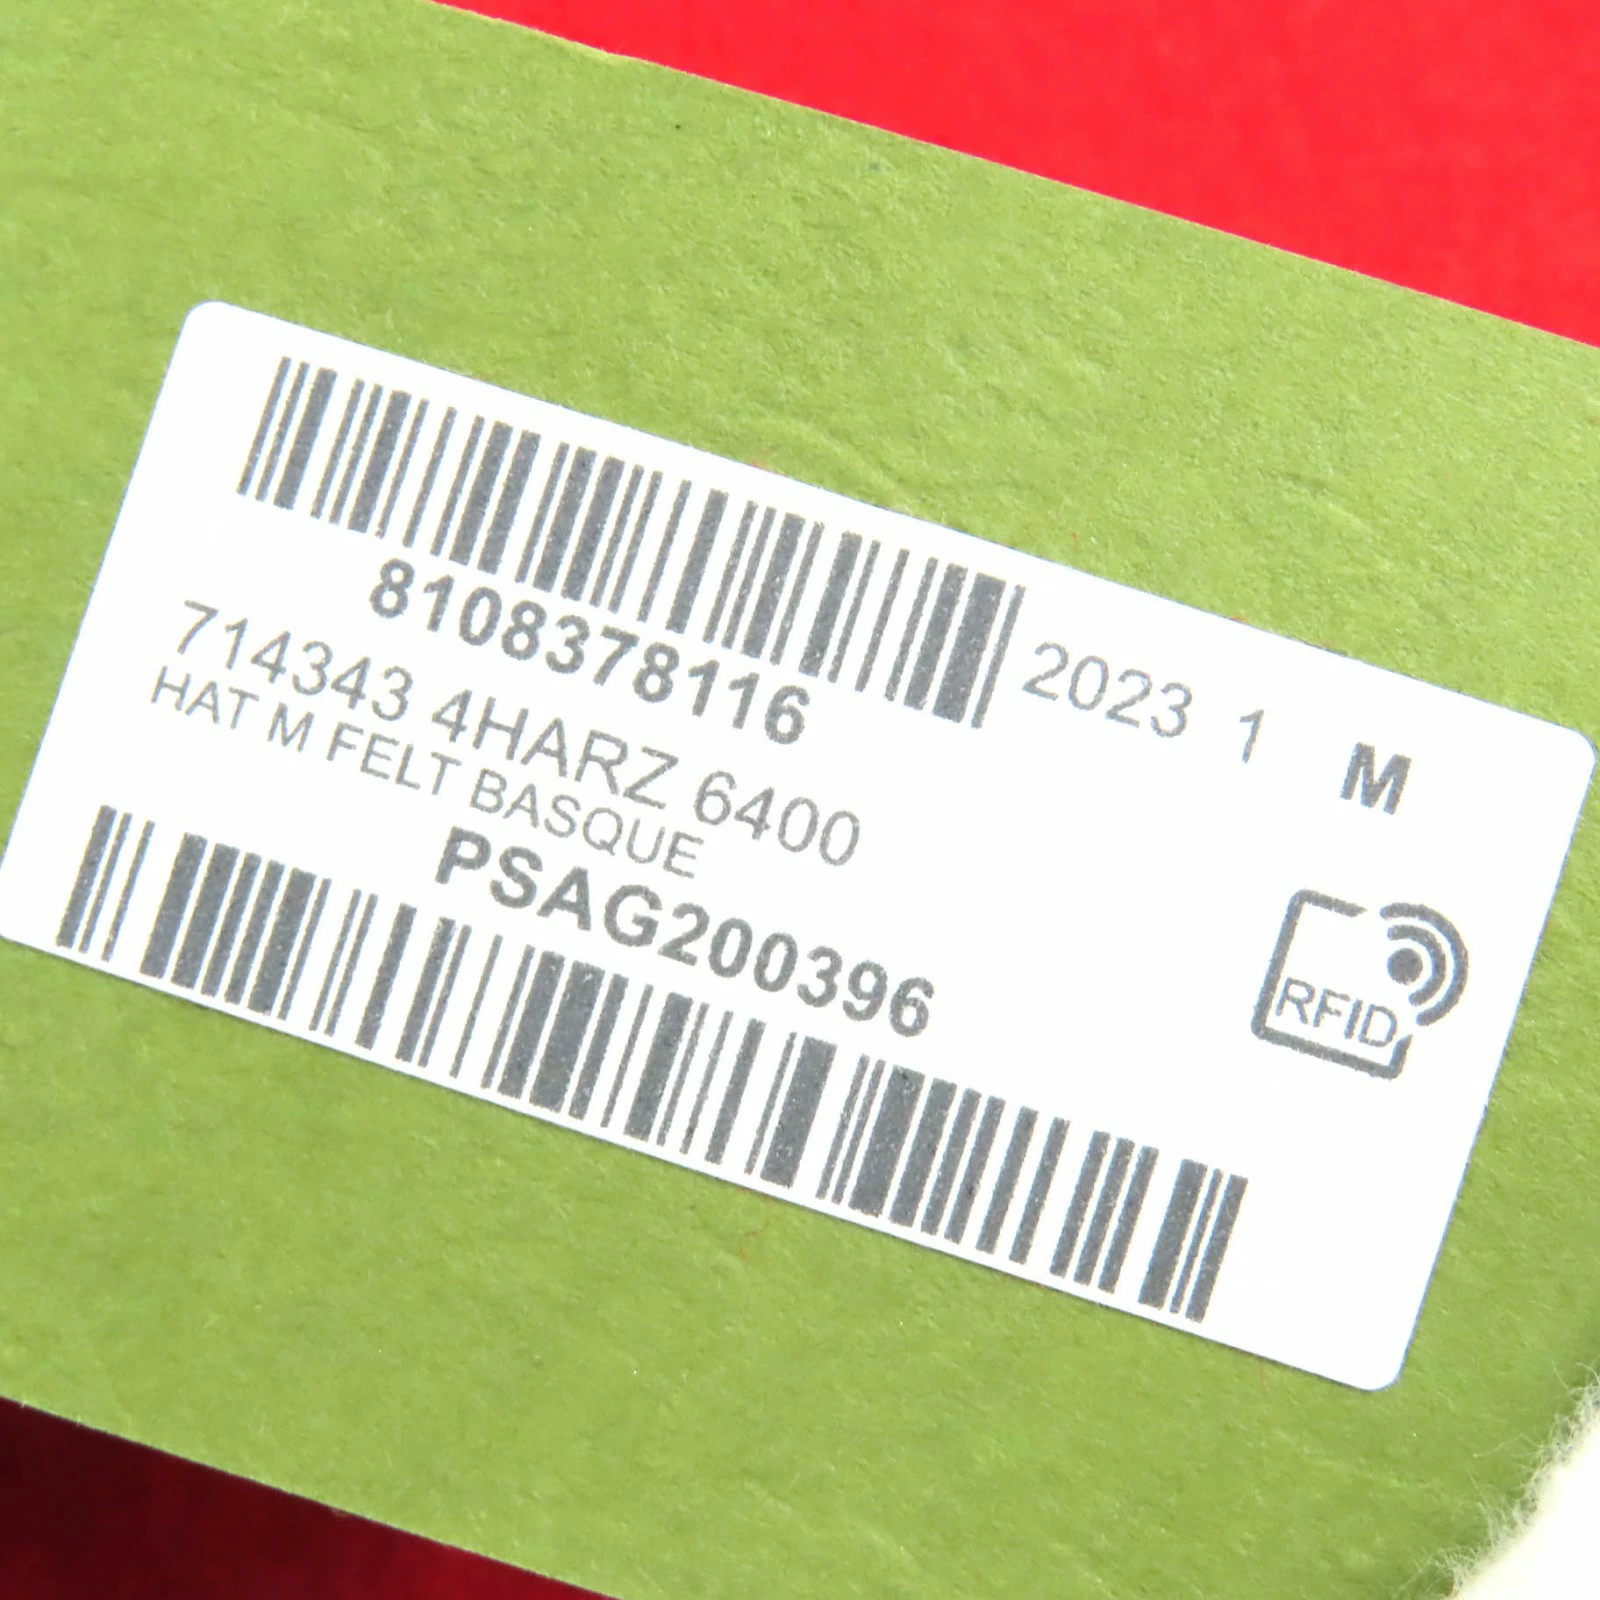 8108378116
2023 1 M
714343 4HARZ 6400
HAT M FELT BASQUE
PSAG200396
RFID